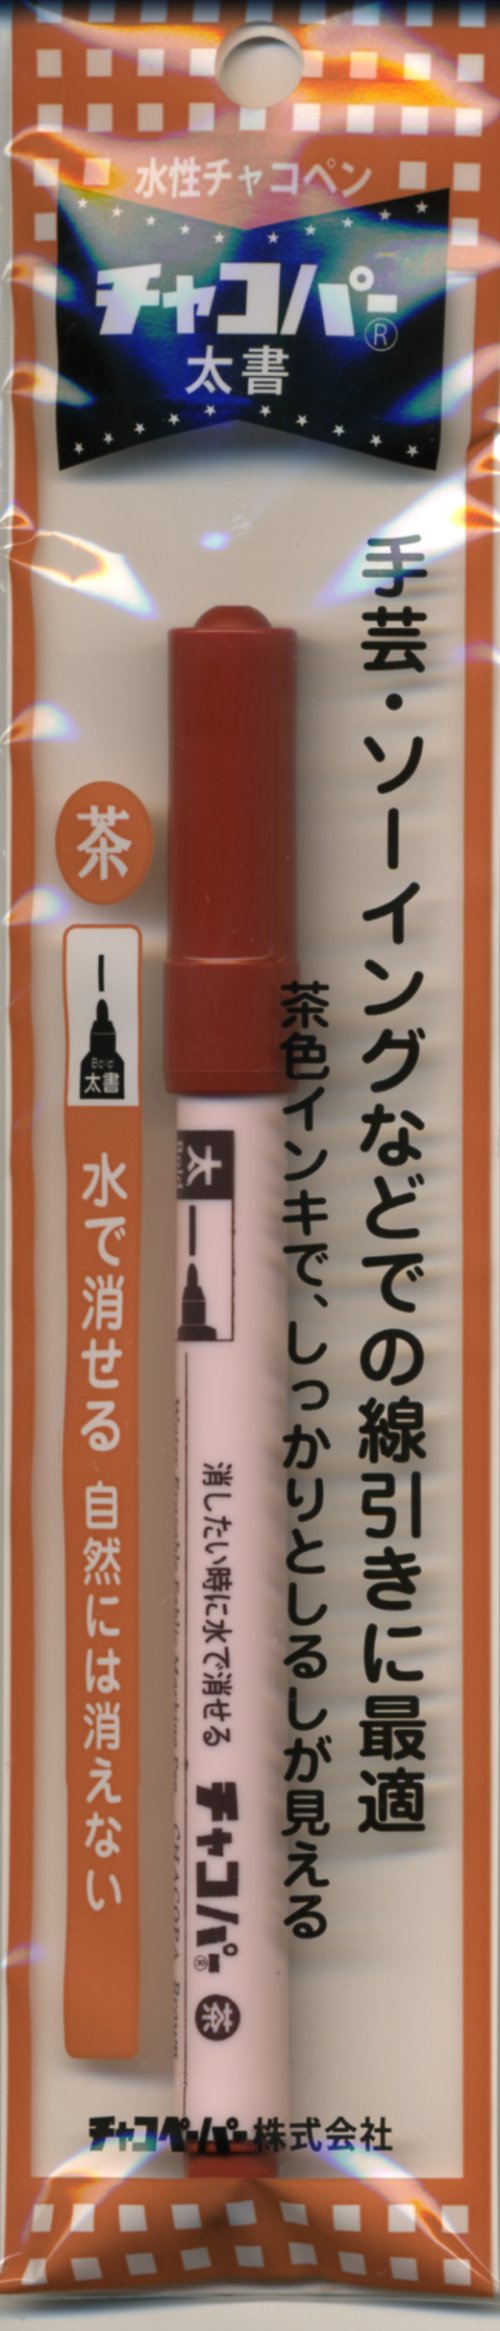 水性チャコペン
チャコパー®
太書
手芸・ソーイングなどでの線引きに最適
茶色インキで、しっかりとしるしが見える
茶
Bold
太書
水で消せる 自然には消えない
太
Bold
消したい時に水で消せる チャコパー® 茶
チャコペーパー株式会社